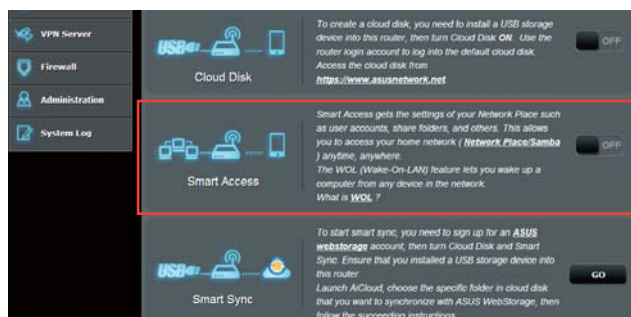 VPN Server
Firewall
Administration
System Log
USB
Cloud Disk
To create a cloud disk, you need to install a USB storage
device into this router, then turn Cloud Disk ON. Use the
router login account to log into the default cloud disk.
Access the cloud disk from
https://www.asusnetwork.net
OFF
Smart Access
Smart Access gets the settings of your Network Place such
as user accounts, share folders, and others. This allows
you to access your home network ( Network Place/Samba
) anytime, anywhere.
The WOL (Wake-On-LAN) feature lets you wake up a
computer from any device in the network.
What is WOL ?
OFF
USB
Smart Sync
To start smart sync, you need to sign up for an ASUS
webstorage account, then turn Cloud Disk and Smart
Sync. Ensure that you installed a USB storage device into
this router.
Launch AiCloud, choose the specific folder in cloud disk
that you want to synchronize with ASUS WebStorage, then
follow the succeeding instructions.
GO